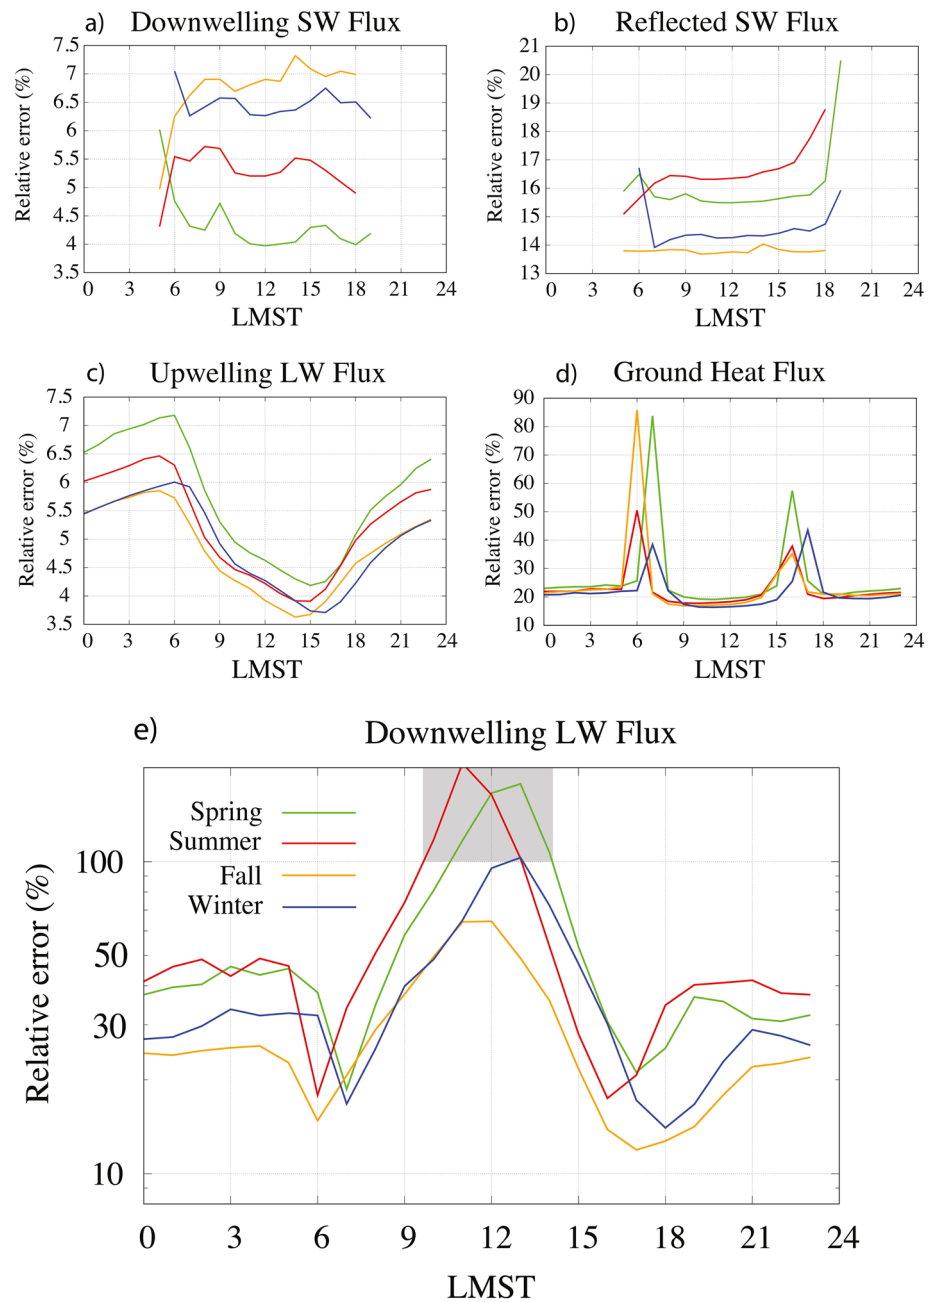 a) Downwelling SW Flux
Relative error (%)
7.5
7
6.5
6
5.5
5
4.5
4
3.5
0 3 6 9 12 15 18 21 24
LMST
b) Reflected SW Flux
Relative error (%)
21
20
19
18
17
16
15
14
13
0 3 6 9 12 15 18 21 24
LMST
c) Upwelling LW Flux
Relative error (%)
7.5
7
6.5
6
5.5
5
4.5
4
3.5
0 3 6 9 12 15 18 21 24
LMST
d) Ground Heat Flux
Relative error (%)
90
80
70
60
50
40
30
20
10
0 3 6 9 12 15 18 21 24
LMST
e) Downwelling LW Flux
Relative error (%)
Spring
Summer
Fall
Winter
100
50
30
10
0 3 6 9 12 15 18 21 24
LMST